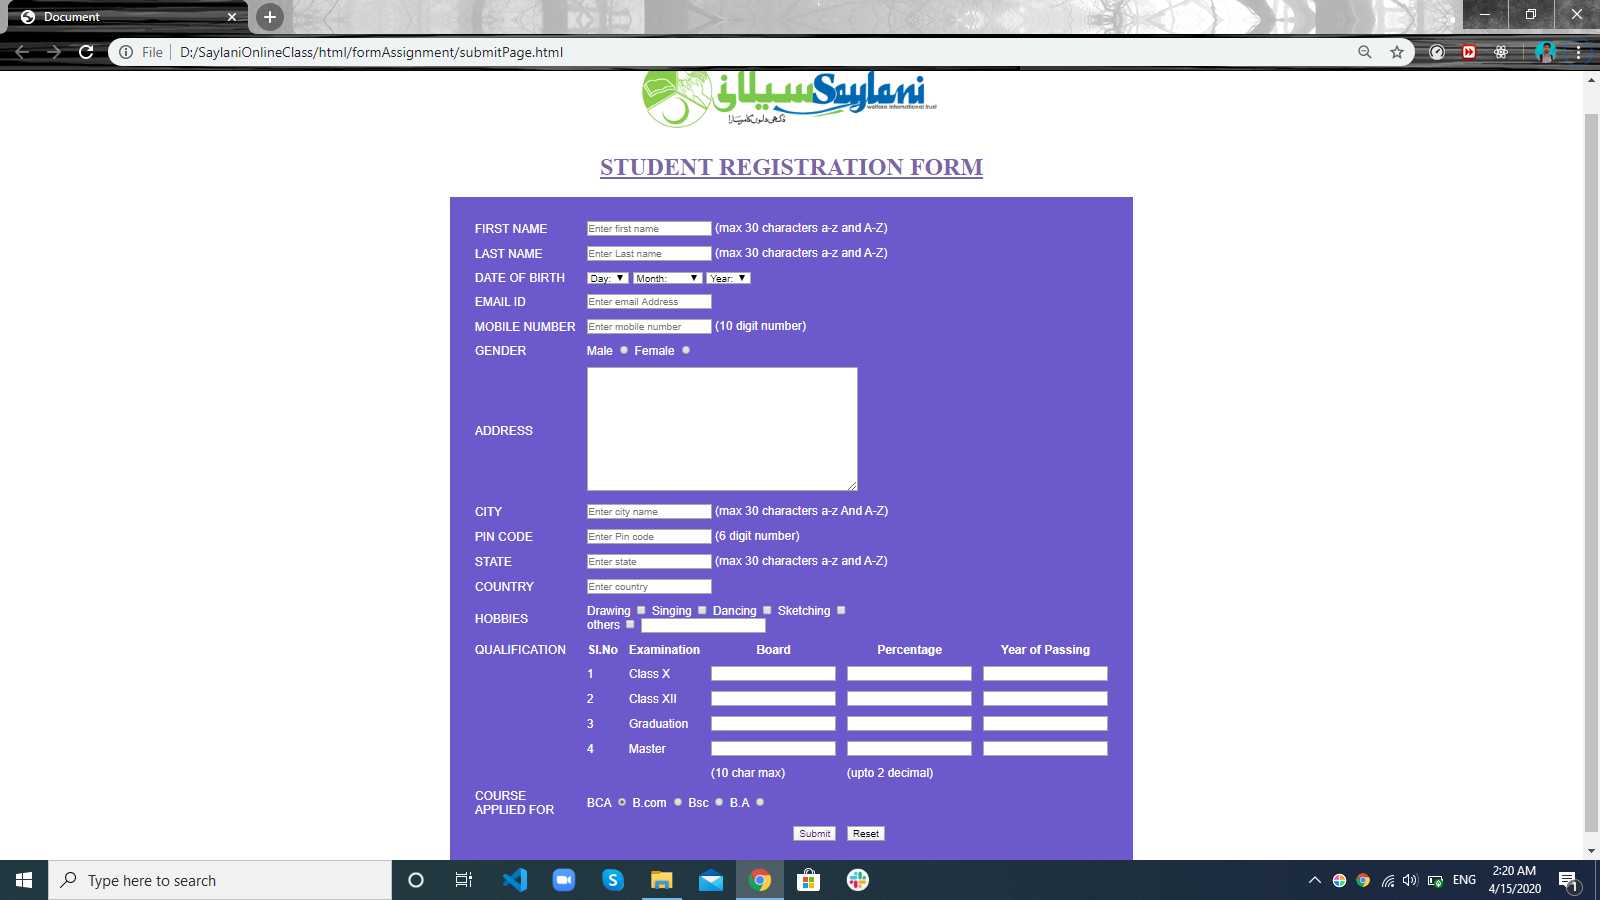 Document
File D:/SaylaniOnlineClass/html/formAssignment/submitPage.html
سیلانی Saylani
welfare international trust
STUDENT REGISTRATION FORM
FIRST NAME Enter first name (max 30 characters a-z and A-Z)
LAST NAME Enter Last name (max 30 characters a-z and A-Z)
DATE OF BIRTH Day: Month: Year:
EMAIL ID Enter email Address
MOBILE NUMBER Enter mobile number (10 digit number)
GENDER Male Female
ADDRESS
CITY Enter city name (max 30 characters a-z And A-Z)
PIN CODE Enter Pin code (6 digit number)
STATE Enter state (max 30 characters a-z and A-Z)
COUNTRY Enter country
HOBBIES Drawing Singing Dancing Sketching
others
QUALIFICATION Sl.No Examination Board Percentage Year of Passing
1 Class X
2 Class XII
3 Graduation
4 Master
(10 char max) (upto 2 decimal)
COURSE
APPLIED FOR BCA B.com Bsc B.A
Submit Reset
Type here to search
ENG 2:20 AM
4/15/2020
1